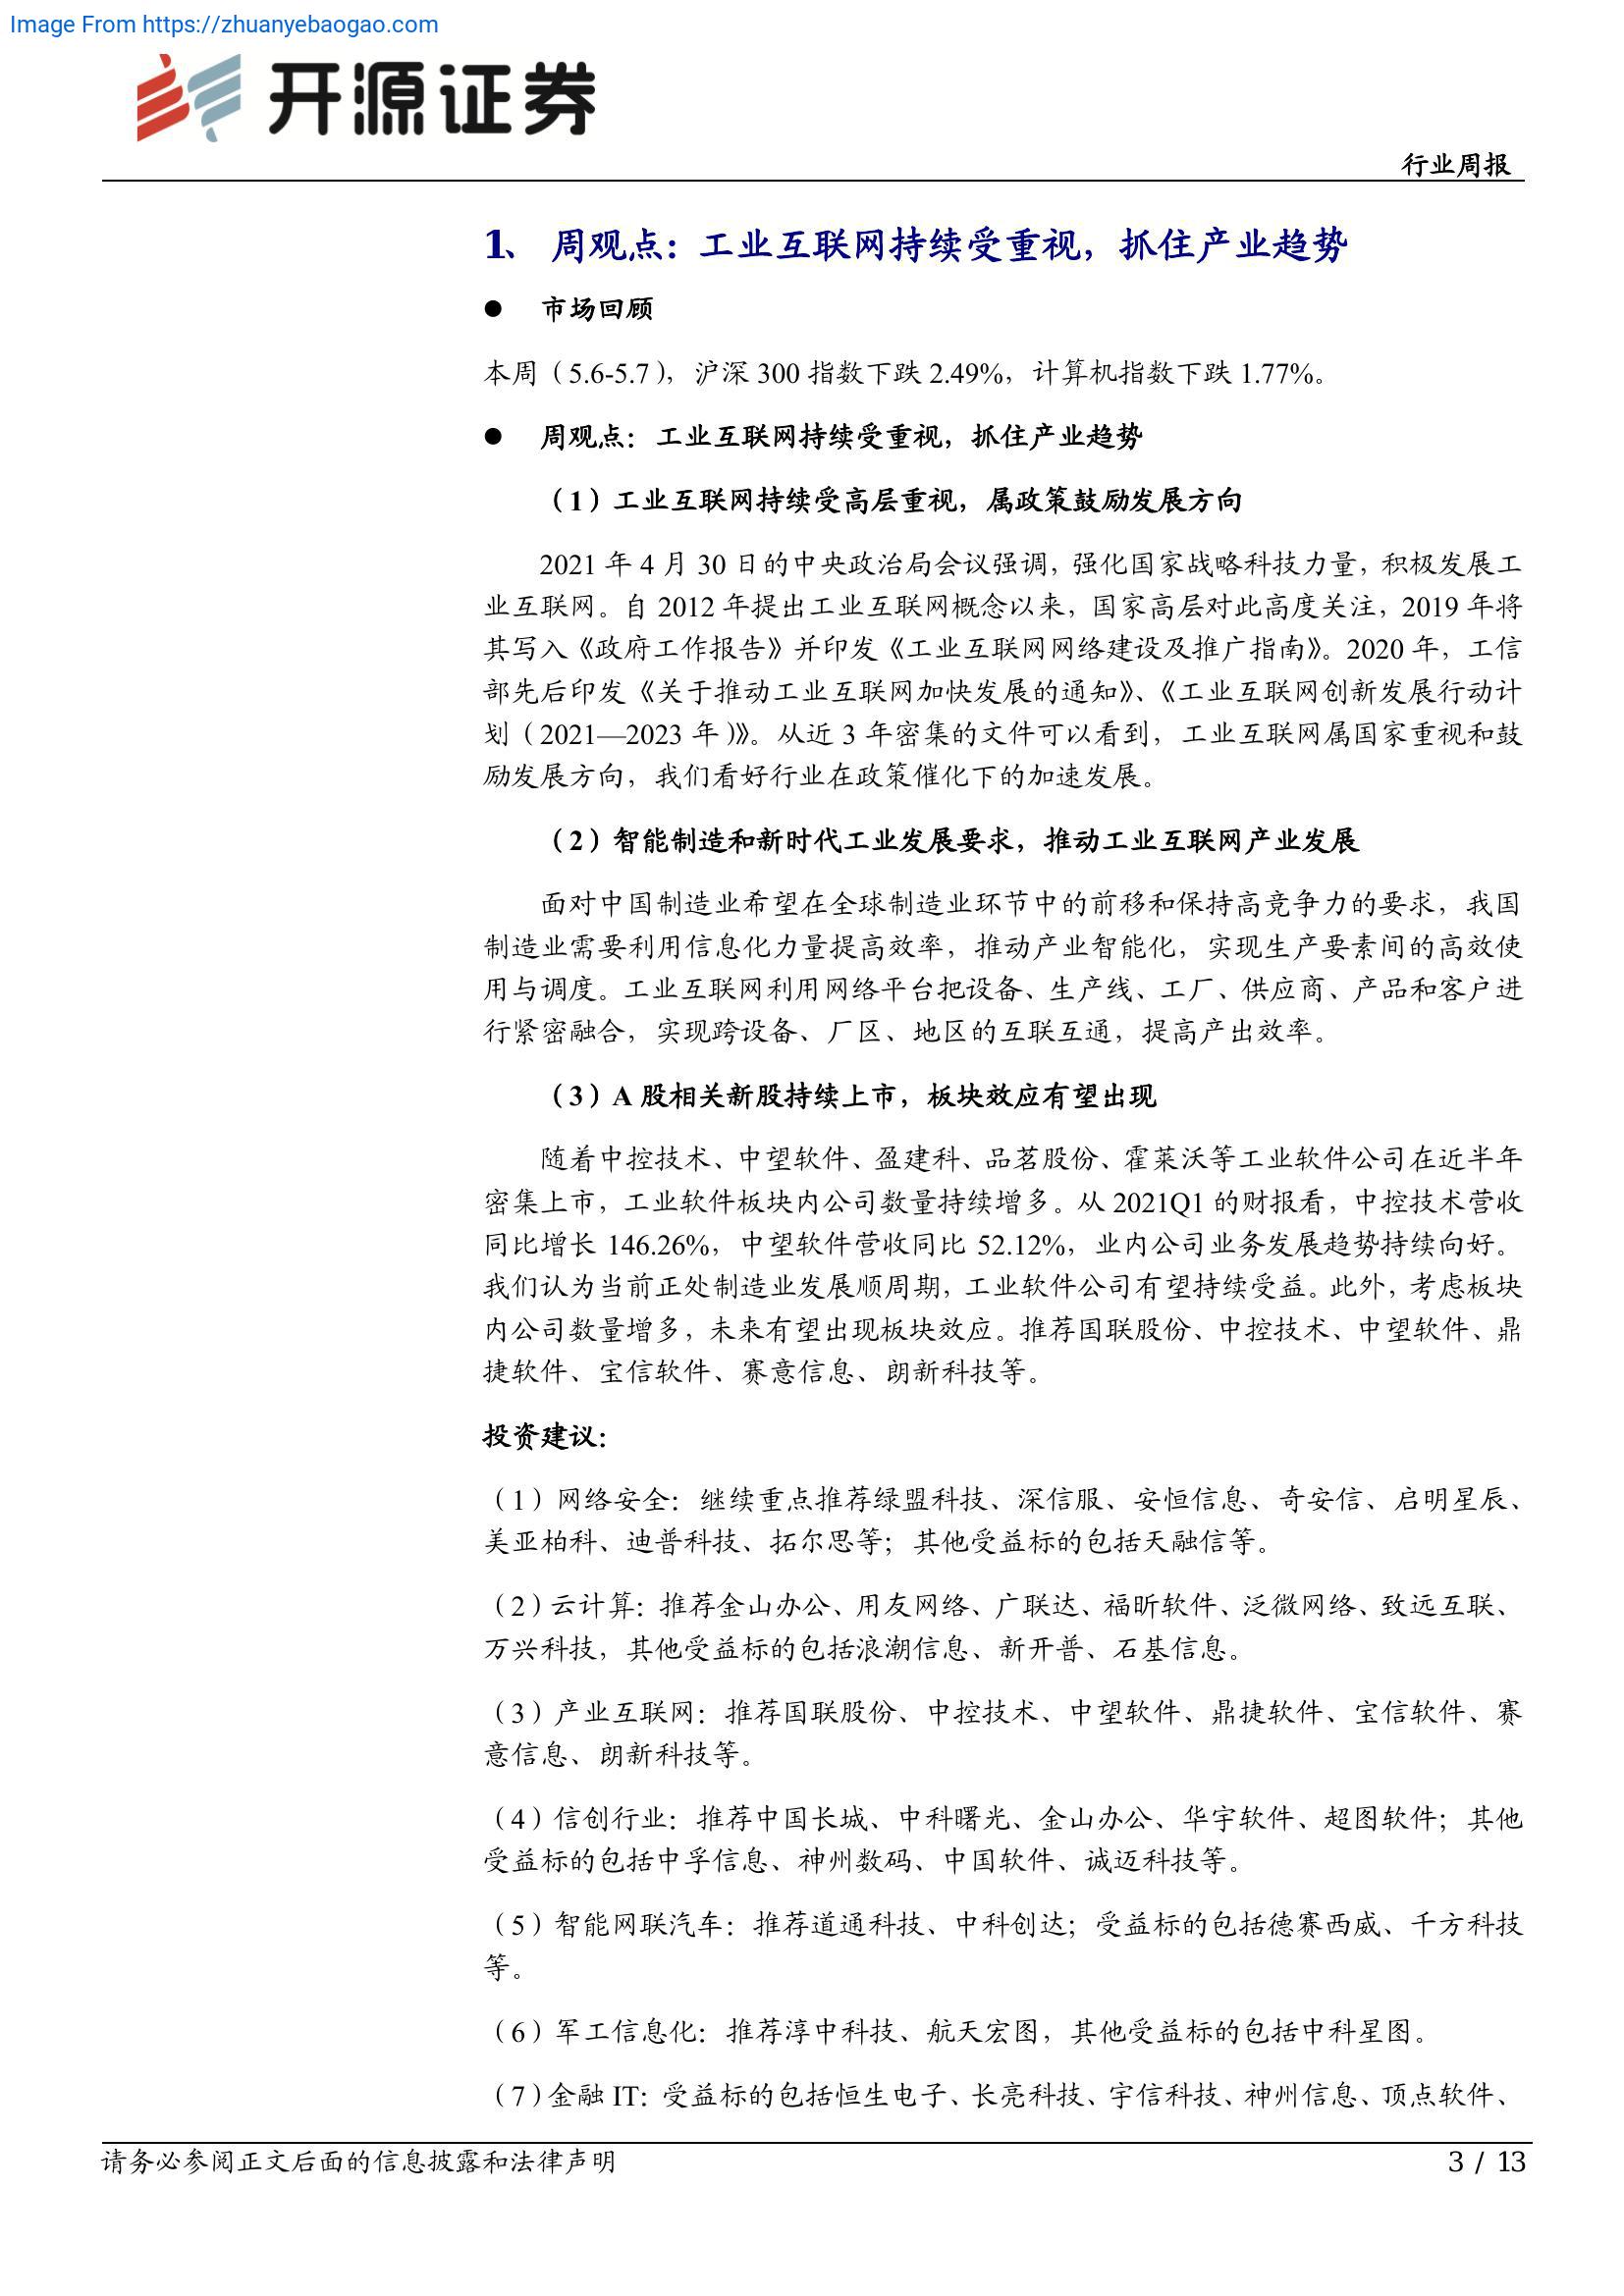 Image From https://zhuanyebaogao.com
开源证券
行业周报
1、 周观点：工业互联网持续受重视，抓住产业趋势
● 市场回顾
本周（5.6-5.7），沪深 300 指数下跌 2.49%，计算机指数下跌 1.77%。
● 周观点：工业互联网持续受重视，抓住产业趋势
（1）工业互联网持续受高层重视，属政策鼓励发展方向
2021 年 4 月 30 日的中央政治局会议强调，强化国家战略科技力量，积极发展工
业互联网。自 2012 年提出工业互联网概念以来，国家高层对此高度关注，2019 年将
其写入《政府工作报告》并印发《工业互联网网络建设及推广指南》。2020 年，工信
部先后印发《关于推动工业互联网加快发展的通知》、《工业互联网创新发展行动计
划（2021—2023 年）》。从近 3 年密集的文件可以看到，工业互联网属国家重视和鼓
励发展方向，我们看好行业在政策催化下的加速发展。
（2）智能制造和新时代工业发展要求，推动工业互联网产业发展
面对中国制造业希望在全球制造业环节中的前移和保持高竞争力的要求，我国
制造业需要利用信息化力量提高效率，推动产业智能化，实现生产要素间的高效使
用与调度。工业互联网利用网络平台把设备、生产线、工厂、供应商、产品和客户进
行紧密融合，实现跨设备、厂区、地区的互联互通，提高产出效率。
（3）A 股相关新股持续上市，板块效应有望出现
随着中控技术、中望软件、盈建科、品茗股份、霍莱沃等工业软件公司在近半年
密集上市，工业软件板块内公司数量持续增多。从 2021Q1 的财报看，中控技术营收
同比增长 146.26%，中望软件营收同比 52.12%，业内公司业务发展趋势持续向好。
我们认为当前正处制造业发展顺周期，工业软件公司有望持续受益。此外，考虑板块
内公司数量增多，未来有望出现板块效应。推荐国联股份、中控技术、中望软件、鼎
捷软件、宝信软件、赛意信息、朗新科技等。
投资建议：
（1）网络安全：继续重点推荐绿盟科技、深信服、安恒信息、奇安信、启明星辰、
美亚柏科、迪普科技、拓尔思等；其他受益标的包括天融信等。
（2）云计算：推荐金山办公、用友网络、广联达、福昕软件、泛微网络、致远互联、
万兴科技，其他受益标的包括浪潮信息、新开普、石基信息。
（3）产业互联网：推荐国联股份、中控技术、中望软件、鼎捷软件、宝信软件、赛
意信息、朗新科技等。
（4）信创行业：推荐中国长城、中科曙光、金山办公、华宇软件、超图软件；其他
受益标的包括中孚信息、神州数码、中国软件、诚迈科技等。
（5）智能网联汽车：推荐道通科技、中科创达；受益标的包括德赛西威、千方科技
等。
（6）军工信息化：推荐淳中科技、航天宏图，其他受益标的包括中科星图。
（7）金融 IT：受益标的包括恒生电子、长亮科技、宇信科技、神州信息、顶点软件、
请务必参阅正文后面的信息披露和法律声明
3 / 13